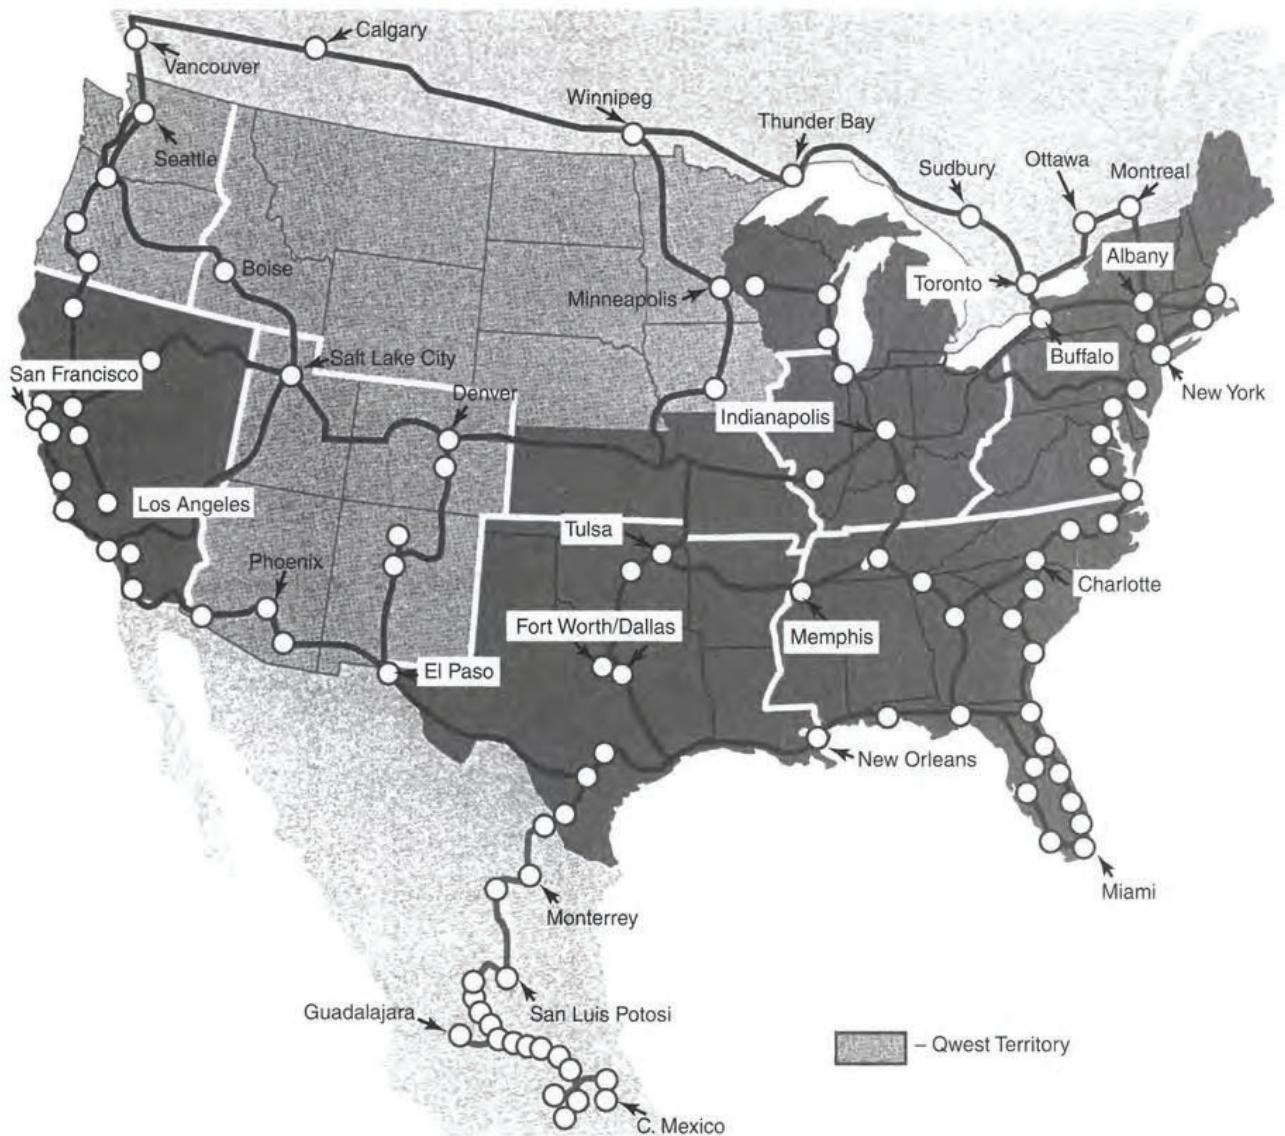 Calgary
Vancouver
Winnipeg
Thunder Bay
Seattle
Sudbury
Ottawa
Montreal
Boise
Albany
Toronto
Minneapolis
Salt Lake City
Buffalo
San Francisco
Denver
New York
Indianapolis
Los Angeles
Tulsa
Phoenix
Charlotte
Fort Worth/Dallas
Memphis
El Paso
New Orleans
Miami
Monterrey
Guadalajara
San Luis Potosi
– Qwest Territory
C. Mexico